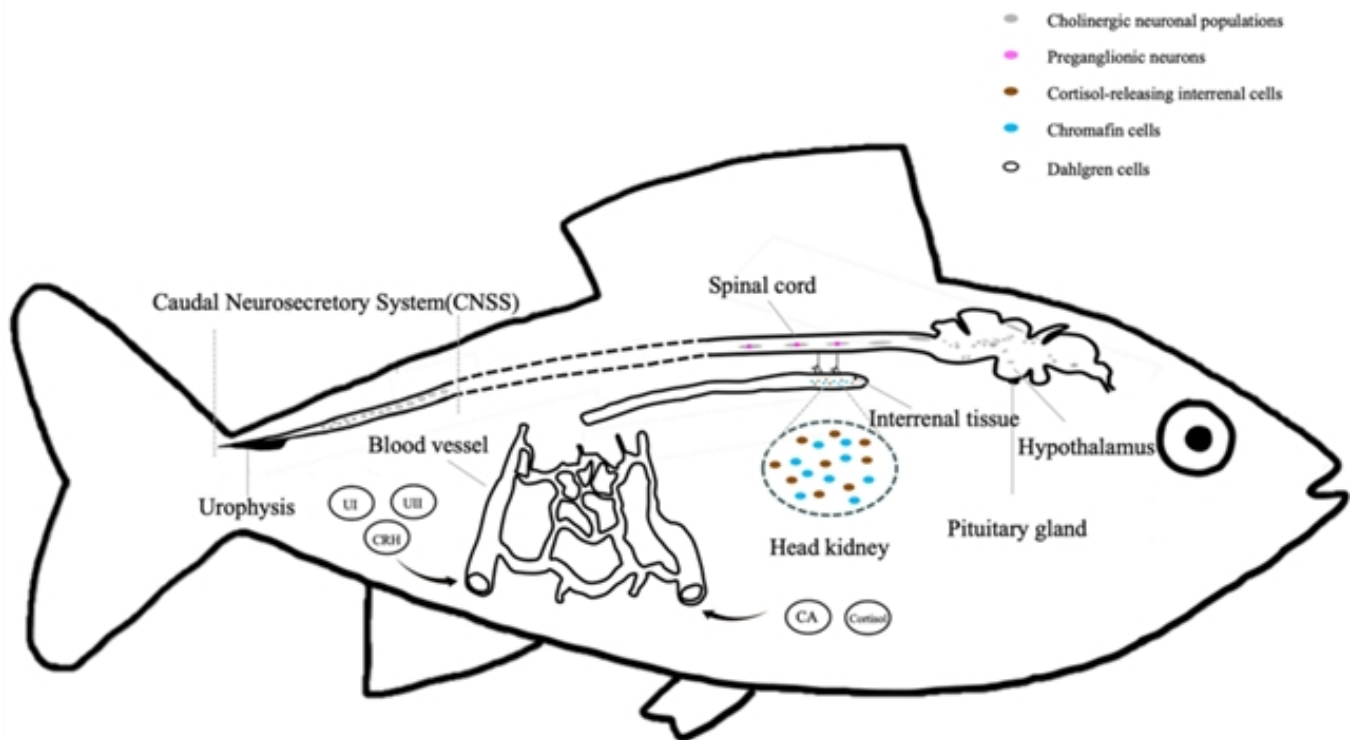 Cholinergic neuronal populations
Preganglionic neurons
Cortisol-releasing interrenal cells
Chromafin cells
Dahlgren cells
Spinal cord
Caudal Neurosecretory System(CNSS)
Interrenal tissue
Blood vessel
Hypothalamus
Urophysis
UI
UII
CRH
Pituitary gland
Head kidney
CA
Cortisol